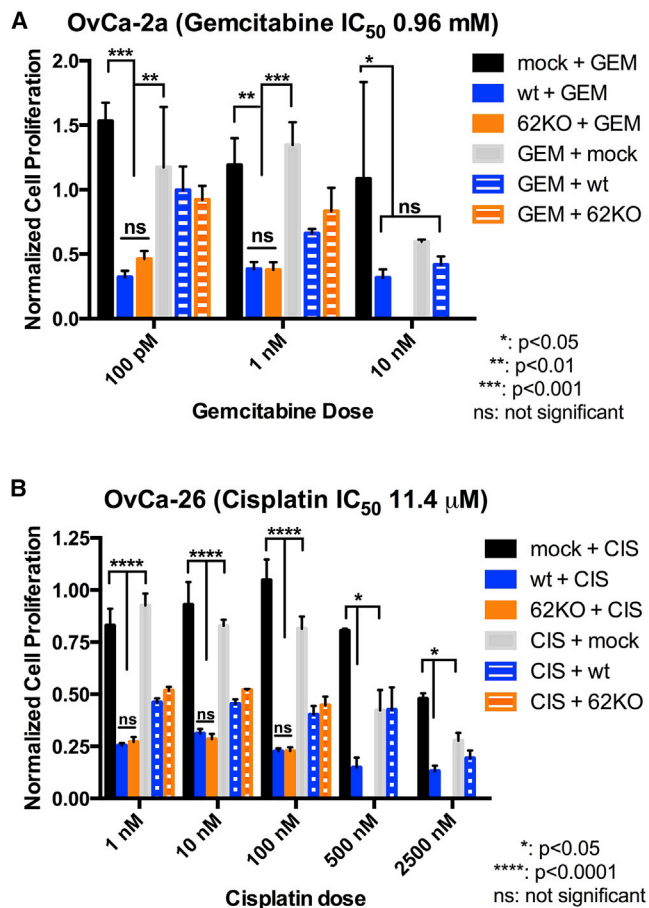 A
OvCa-2a (Gemcitabine IC50 0.96 mM)
Normalized Cell Proliferation
2.0
1.5
1.0
0.5
0.0
***
**
ns
**
***
ns
*
ns
100 pM
1 nM
10 nM
Gemcitabine Dose
mock + GEM
wt + GEM
62KO + GEM
GEM + mock
GEM + wt
GEM + 62KO
*: p<0.05
**: p<0.01
***: p<0.001
ns: not significant
B
OvCa-26 (Cisplatin IC50 11.4 μM)
Normalized Cell Proliferation
1.25
1.00
0.75
0.50
0.25
0.00
****
ns
****
ns
****
ns
*
*
1 nM
10 nM
100 nM
500 nM
2500 nM
Cisplatin dose
mock + CIS
wt + CIS
62KO + CIS
CIS + mock
CIS + wt
CIS + 62KO
*: p<0.05
****: p<0.0001
ns: not significant